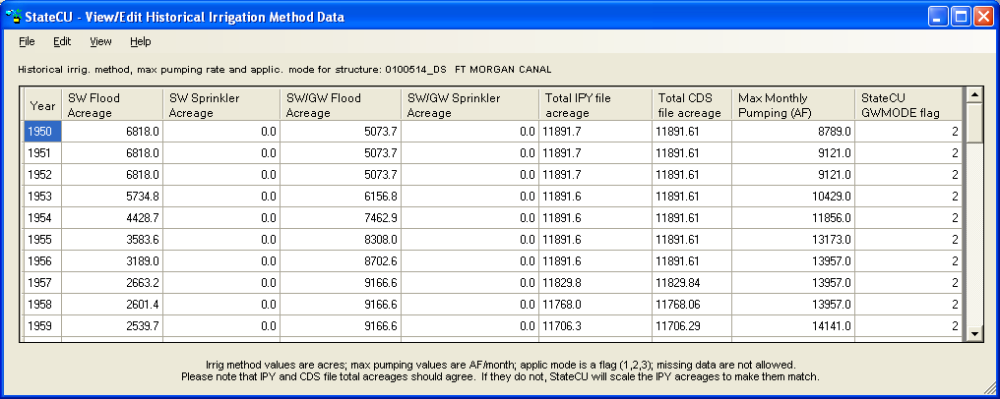 StateCU - View/Edit Historical Irrigation Method Data
File Edit View Help
Historical irrig. method, max pumping rate and applic. mode for structure: 0100514_DS FT MORGAN CANAL
Year SW Flood Acreage SW Sprinkler Acreage SW/GW Flood Acreage SW/GW Sprinkler Acreage Total IPY file acreage Total CDS file acreage Max Monthly Pumping (AF) StateCU GWMODE flag
1950 6818.0 0.0 5073.7 0.0 11891.7 11891.61 8789.0 2
1951 6818.0 0.0 5073.7 0.0 11891.7 11891.61 9121.0 2
1952 6818.0 0.0 5073.7 0.0 11891.7 11891.61 9121.0 2
1953 5734.8 0.0 6156.8 0.0 11891.6 11891.61 10429.0 2
1954 4428.7 0.0 7462.9 0.0 11891.6 11891.61 11856.0 2
1955 3583.6 0.0 8308.0 0.0 11891.6 11891.61 13173.0 2
1956 3189.0 0.0 8702.6 0.0 11891.6 11891.61 13957.0 2
1957 2663.2 0.0 9166.6 0.0 11829.8 11829.84 13957.0 2
1958 2601.4 0.0 9166.6 0.0 11768.0 11768.06 13957.0 2
1959 2539.7 0.0 9166.6 0.0 11706.3 11706.29 14141.0 2
Irrig method values are acres; max pumping values are AF/month; applic mode is a flag (1,2,3); missing data are not allowed.
Please note that IPY and CDS file total acreages should agree. If they do not, StateCU will scale the IPY acreages to make them match.